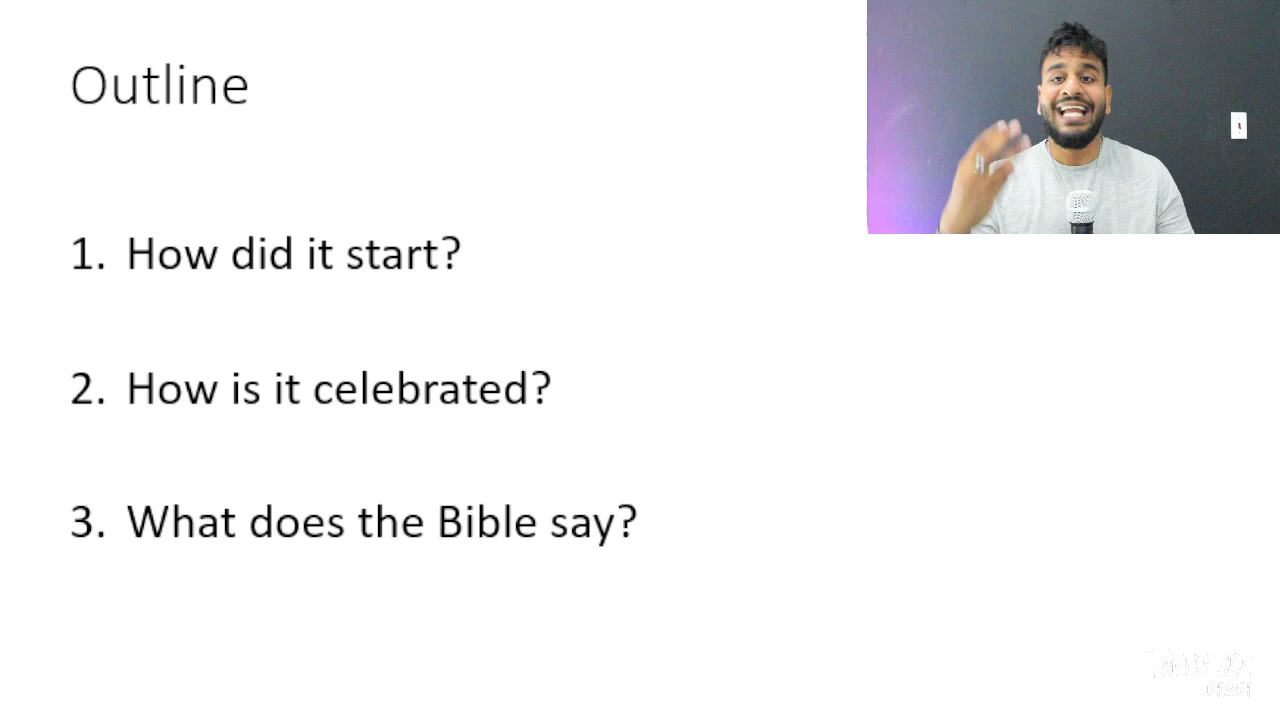 Outline
1. How did it start?
2. How is it celebrated?
3. What does the Bible say?